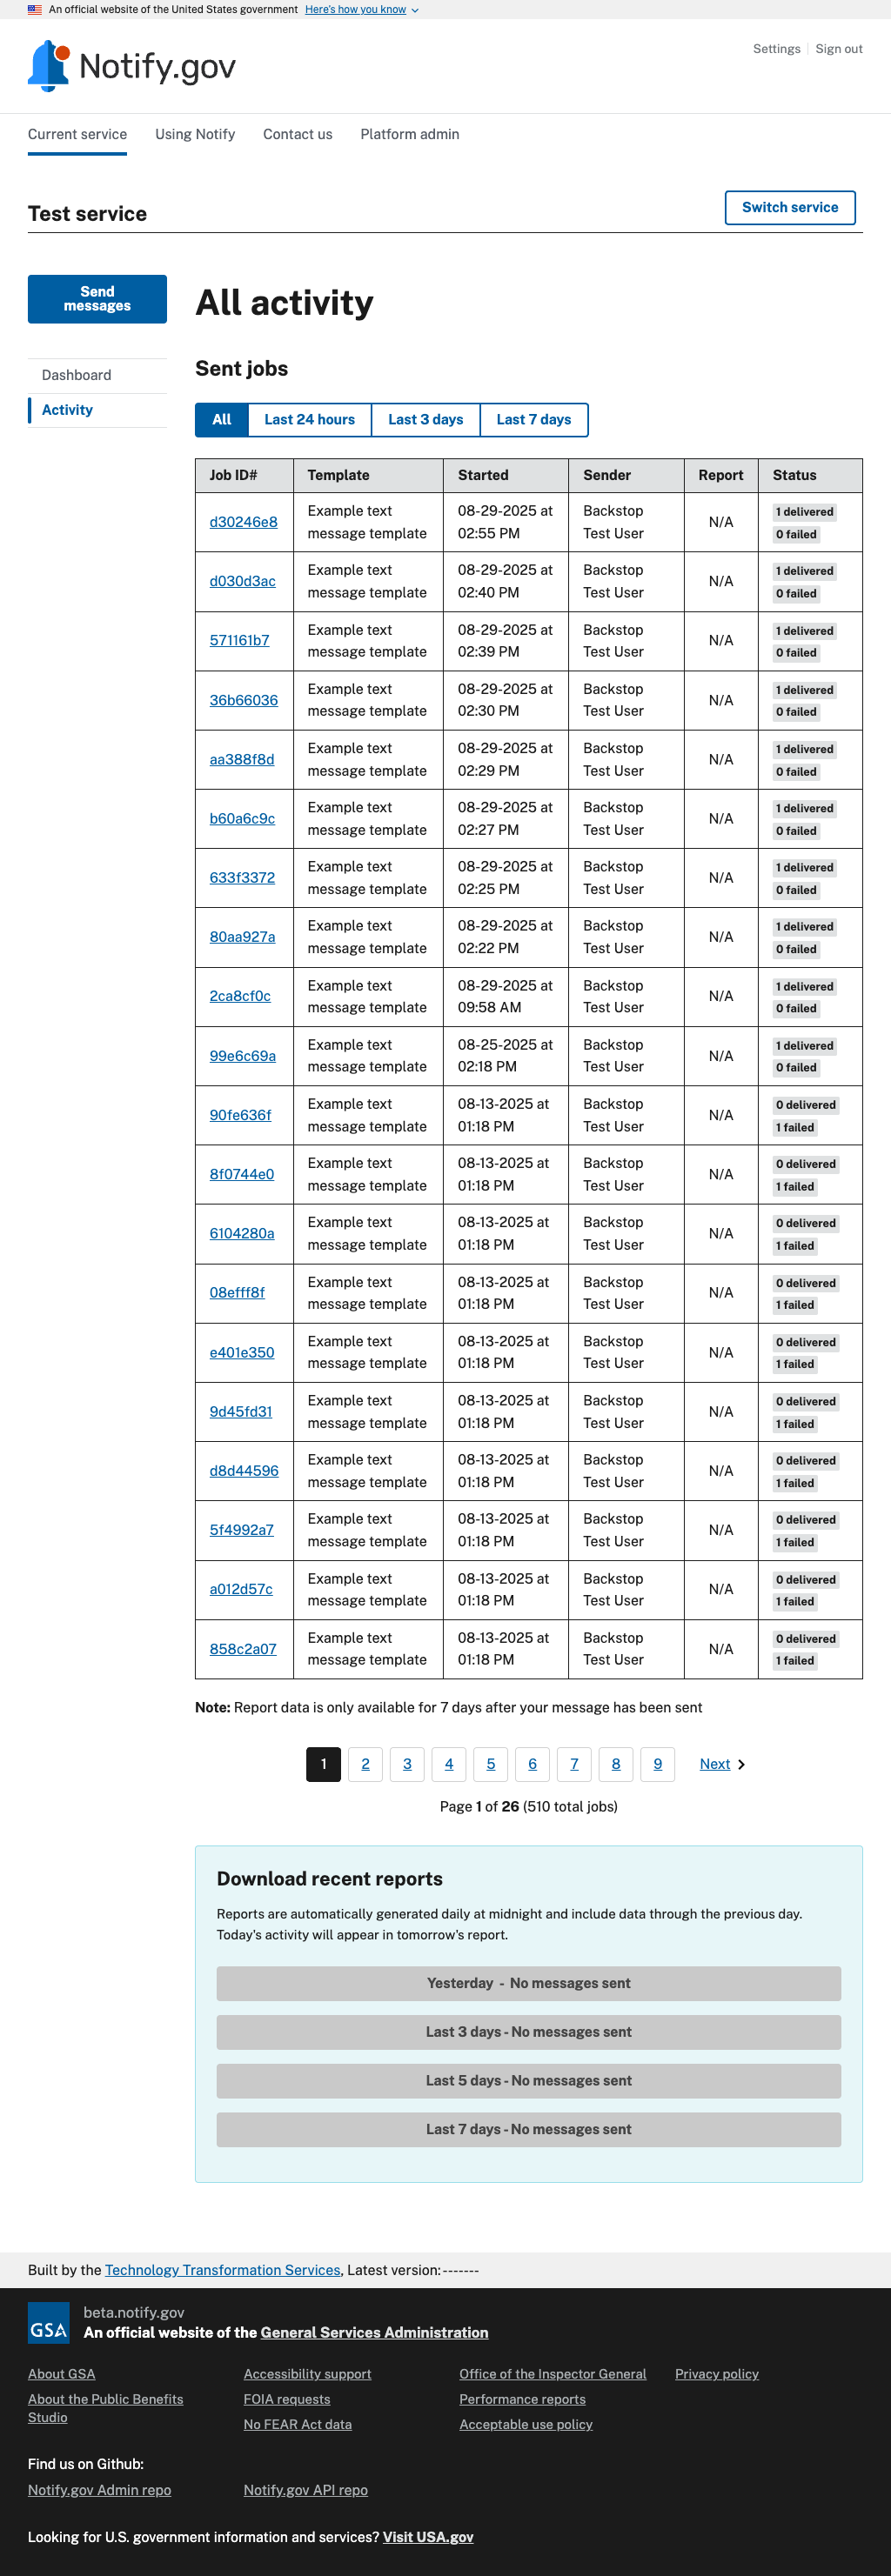 An official website of the United States government Here's how you know
Notify.gov
Settings Sign out
Current service Using Notify Contact us Platform admin
Test service
Switch service
Send
messages
Dashboard
Activity
All activity
Sent jobs
All Last 24 hours Last 3 days Last 7 days
Job ID# Template Started Sender Report Status
d30246e8 Example text message template 08-29-2025 at 02:55 PM Backstop Test User N/A 1 delivered 0 failed
d030d3ac Example text message template 08-29-2025 at 02:40 PM Backstop Test User N/A 1 delivered 0 failed
571161b7 Example text message template 08-29-2025 at 02:39 PM Backstop Test User N/A 1 delivered 0 failed
36b66036 Example text message template 08-29-2025 at 02:30 PM Backstop Test User N/A 1 delivered 0 failed
aa388f8d Example text message template 08-29-2025 at 02:29 PM Backstop Test User N/A 1 delivered 0 failed
b60a6c9c Example text message template 08-29-2025 at 02:27 PM Backstop Test User N/A 1 delivered 0 failed
633f3372 Example text message template 08-29-2025 at 02:25 PM Backstop Test User N/A 1 delivered 0 failed
80aa927a Example text message template 08-29-2025 at 02:22 PM Backstop Test User N/A 1 delivered 0 failed
2ca8cf0c Example text message template 08-29-2025 at 09:58 AM Backstop Test User N/A 1 delivered 0 failed
99e6c69a Example text message template 08-25-2025 at 02:18 PM Backstop Test User N/A 1 delivered 0 failed
90fe636f Example text message template 08-13-2025 at 01:18 PM Backstop Test User N/A 0 delivered 1 failed
8f0744e0 Example text message template 08-13-2025 at 01:18 PM Backstop Test User N/A 0 delivered 1 failed
6104280a Example text message template 08-13-2025 at 01:18 PM Backstop Test User N/A 0 delivered 1 failed
08efff8f Example text message template 08-13-2025 at 01:18 PM Backstop Test User N/A 0 delivered 1 failed
e401e350 Example text message template 08-13-2025 at 01:18 PM Backstop Test User N/A 0 delivered 1 failed
9d45fd31 Example text message template 08-13-2025 at 01:18 PM Backstop Test User N/A 0 delivered 1 failed
d8d44596 Example text message template 08-13-2025 at 01:18 PM Backstop Test User N/A 0 delivered 1 failed
5f4992a7 Example text message template 08-13-2025 at 01:18 PM Backstop Test User N/A 0 delivered 1 failed
a012d57c Example text message template 08-13-2025 at 01:18 PM Backstop Test User N/A 0 delivered 1 failed
858c2a07 Example text message template 08-13-2025 at 01:18 PM Backstop Test User N/A 0 delivered 1 failed
Note: Report data is only available for 7 days after your message has been sent
1 2 3 4 5 6 7 8 9 Next
Page 1 of 26 (510 total jobs)
Download recent reports
Reports are automatically generated daily at midnight and include data through the previous day.
Today's activity will appear in tomorrow's report.
Yesterday - No messages sent
Last 3 days - No messages sent
Last 5 days - No messages sent
Last 7 days - No messages sent
Built by the Technology Transformation Services, Latest version: -------
GSA
beta.notify.gov
An official website of the General Services Administration
About GSA Accessibility support Office of the Inspector General Privacy policy
About the Public Benefits Studio FOIA requests Performance reports
No FEAR Act data Acceptable use policy
Find us on Github:
Notify.gov Admin repo Notify.gov API repo
Looking for U.S. government information and services? Visit USA.gov